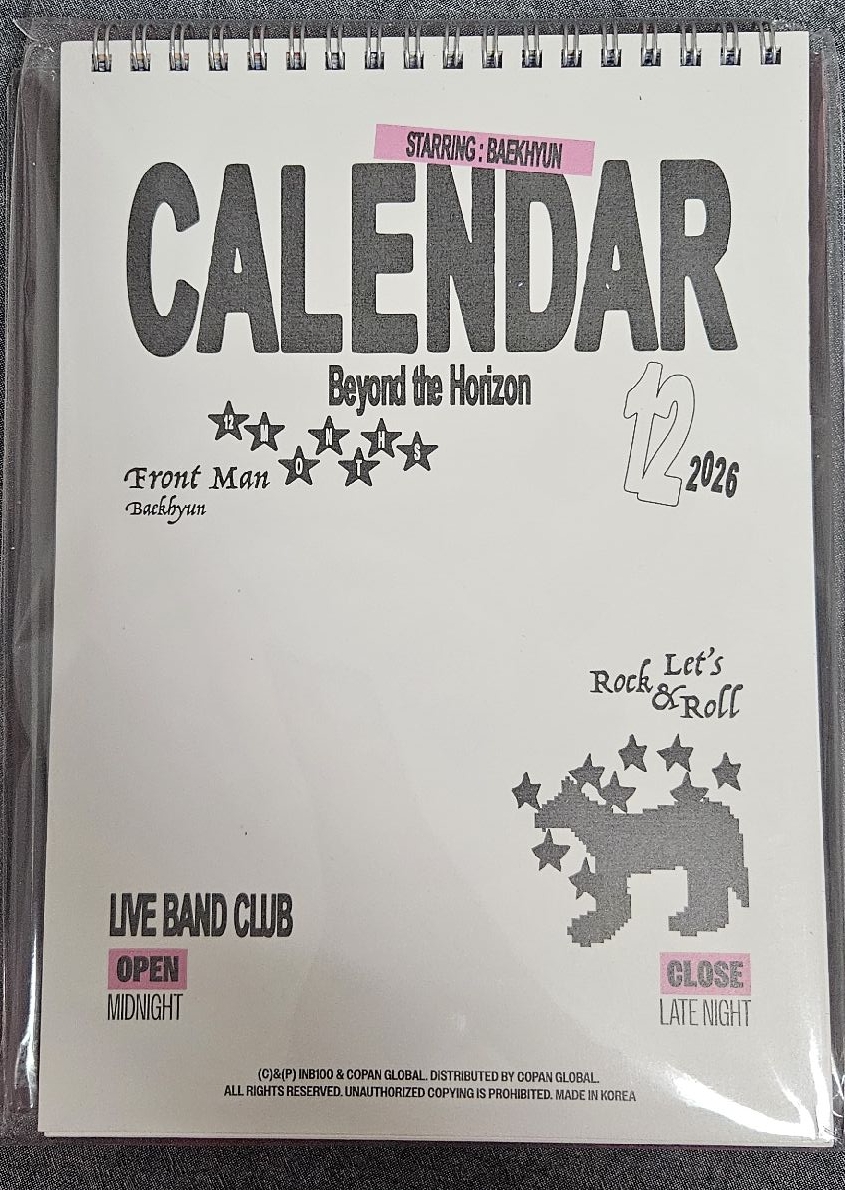 STARRING : BAEKHYUN
CALENDAR
Beyond the Horizon
12 M O N T H S
Front Man
Baekhyun
12
2026
Let's
Rock & Roll
LIVE BAND CLUB
OPEN
MIDNIGHT
CLOSE
LATE NIGHT
(C)&(P) INB100 & COPAN GLOBAL. DISTRIBUTED BY COPAN GLOBAL.
ALL RIGHTS RESERVED. UNAUTHORIZED COPYING IS PROHIBITED. MADE IN KOREA